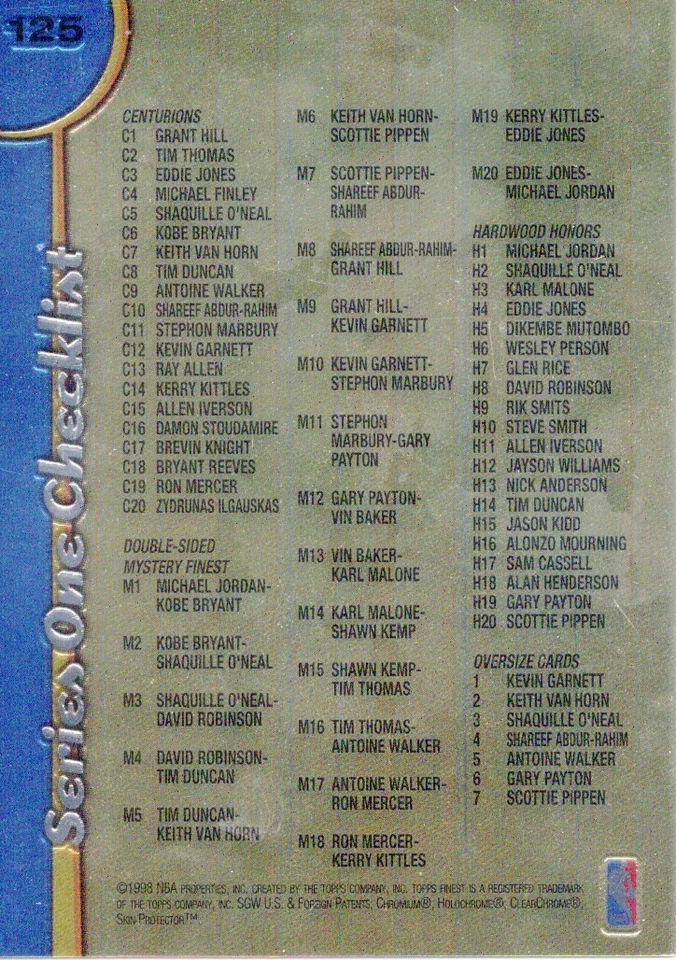 125
Series One Checklist
CENTURIONS
C1 GRANT HILL
C2 TIM THOMAS
C3 EDDIE JONES
C4 MICHAEL FINLEY
C5 SHAQUILLE O'NEAL
C6 KOBE BRYANT
C7 KEITH VAN HORN
C8 TIM DUNCAN
C9 ANTOINE WALKER
C10 SHAREEF ABDUR-RAHIM
C11 STEPHON MARBURY
C12 KEVIN GARNETT
C13 RAY ALLEN
C14 KERRY KITTLES
C15 ALLEN IVERSON
C16 DAMON STOUDAMIRE
C17 BREVIN KNIGHT
C18 BRYANT REEVES
C19 RON MERCER
C20 ZYDRUNAS ILGAUSKAS
DOUBLE-SIDED
MYSTERY FINEST
M1 MICHAEL JORDAN-
KOBE BRYANT
M2 KOBE BRYANT-
SHAQUILLE O'NEAL
M3 SHAQUILLE O'NEAL-
DAVID ROBINSON
M4 DAVID ROBINSON-
TIM DUNCAN
M5 TIM DUNCAN-
KEITH VAN HORN
M6 KEITH VAN HORN-
SCOTTIE PIPPEN
M7 SCOTTIE PIPPEN-
SHAREEF ABDUR-
RAHIM
M8 SHAREEF ABDUR-RAHIM-
GRANT HILL
M9 GRANT HILL-
KEVIN GARNETT
M10 KEVIN GARNETT-
STEPHON MARBURY
M11 STEPHON
MARBURY-GARY
PAYTON
M12 GARY PAYTON-
VIN BAKER
M13 VIN BAKER-
KARL MALONE
M14 KARL MALONE-
SHAWN KEMP
M15 SHAWN KEMP-
TIM THOMAS
M16 TIM THOMAS-
ANTOINE WALKER
M17 ANTOINE WALKER-
RON MERCER
M18 RON MERCER-
KERRY KITTLES
M19 KERRY KITTLES-
EDDIE JONES
M20 EDDIE JONES-
MICHAEL JORDAN
HARDWOOD HONORS
H1 MICHAEL JORDAN
H2 SHAQUILLE O'NEAL
H3 KARL MALONE
H4 EDDIE JONES
H5 DIKEMBE MUTOMBO
H6 WESLEY PERSON
H7 GLEN RICE
H8 DAVID ROBINSON
H9 RIK SMITS
H10 STEVE SMITH
H11 ALLEN IVERSON
H12 JAYSON WILLIAMS
H13 NICK ANDERSON
H14 TIM DUNCAN
H15 JASON KIDD
H16 ALONZO MOURNING
H17 SAM CASSELL
H18 ALAN HENDERSON
H19 GARY PAYTON
H20 SCOTTIE PIPPEN
OVERSIZE CARDS
1 KEVIN GARNETT
2 KEITH VAN HORN
3 SHAQUILLE O'NEAL
4 SHAREEF ABDUR-RAHIM
5 ANTOINE WALKER
6 GARY PAYTON
7 SCOTTIE PIPPEN
©1998 NBA PROPERTIES, INC. CREATED BY THE TOPPS COMPANY, INC. TOPPS FINEST IS A REGISTERED TRADEMARK
OF THE TOPPS COMPANY, INC. SGW U.S. & FOREIGN PATENTS, CHROMIUM®, HOLOCHROME®, CLEARCHROME®,
SKIN PROTECTOR™.